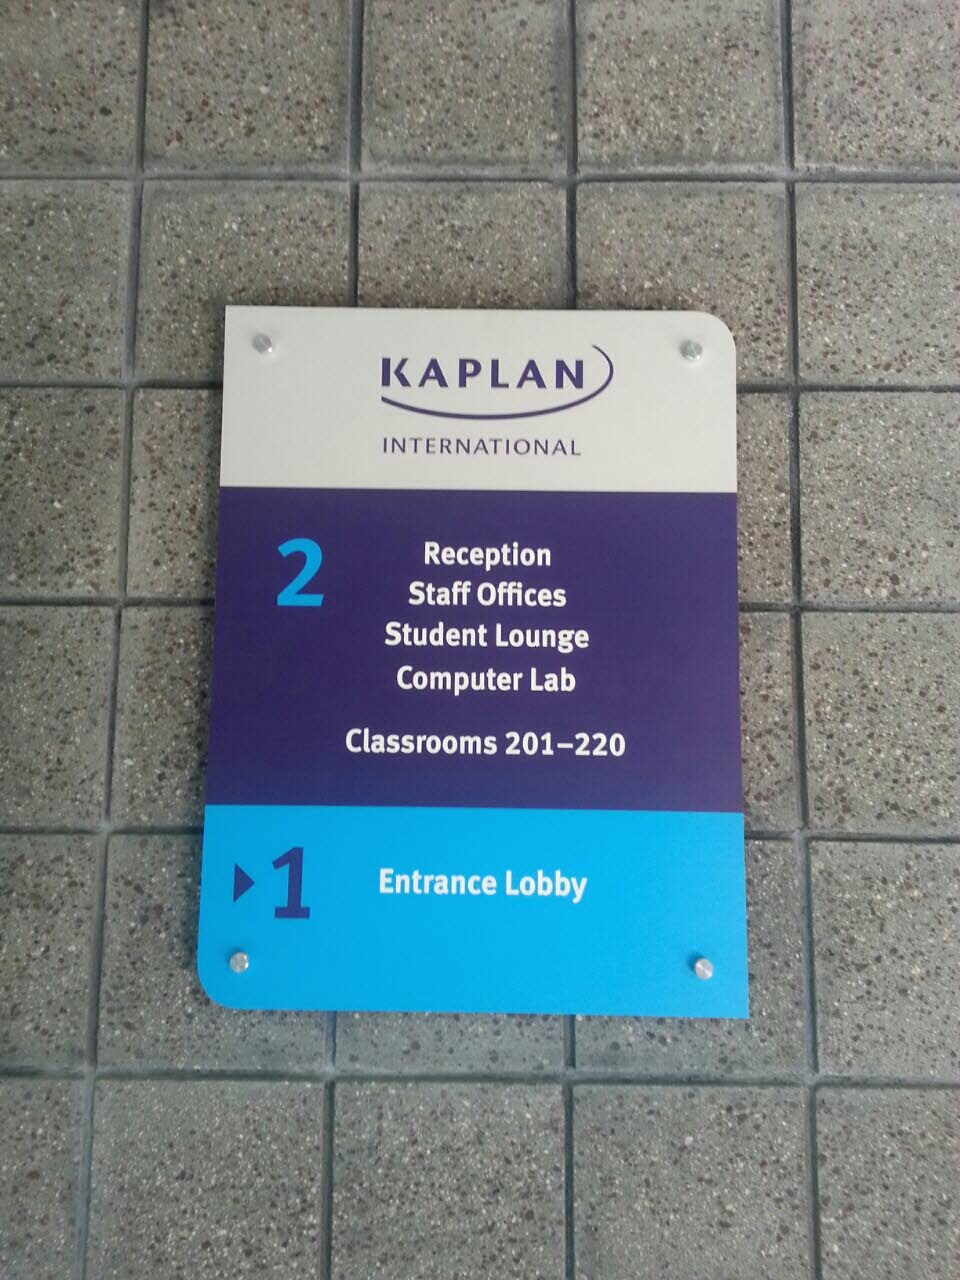 KAPLAN
INTERNATIONAL
2
Reception
Staff Offices
Student Lounge
Computer Lab
Classrooms 201–220
1
Entrance Lobby